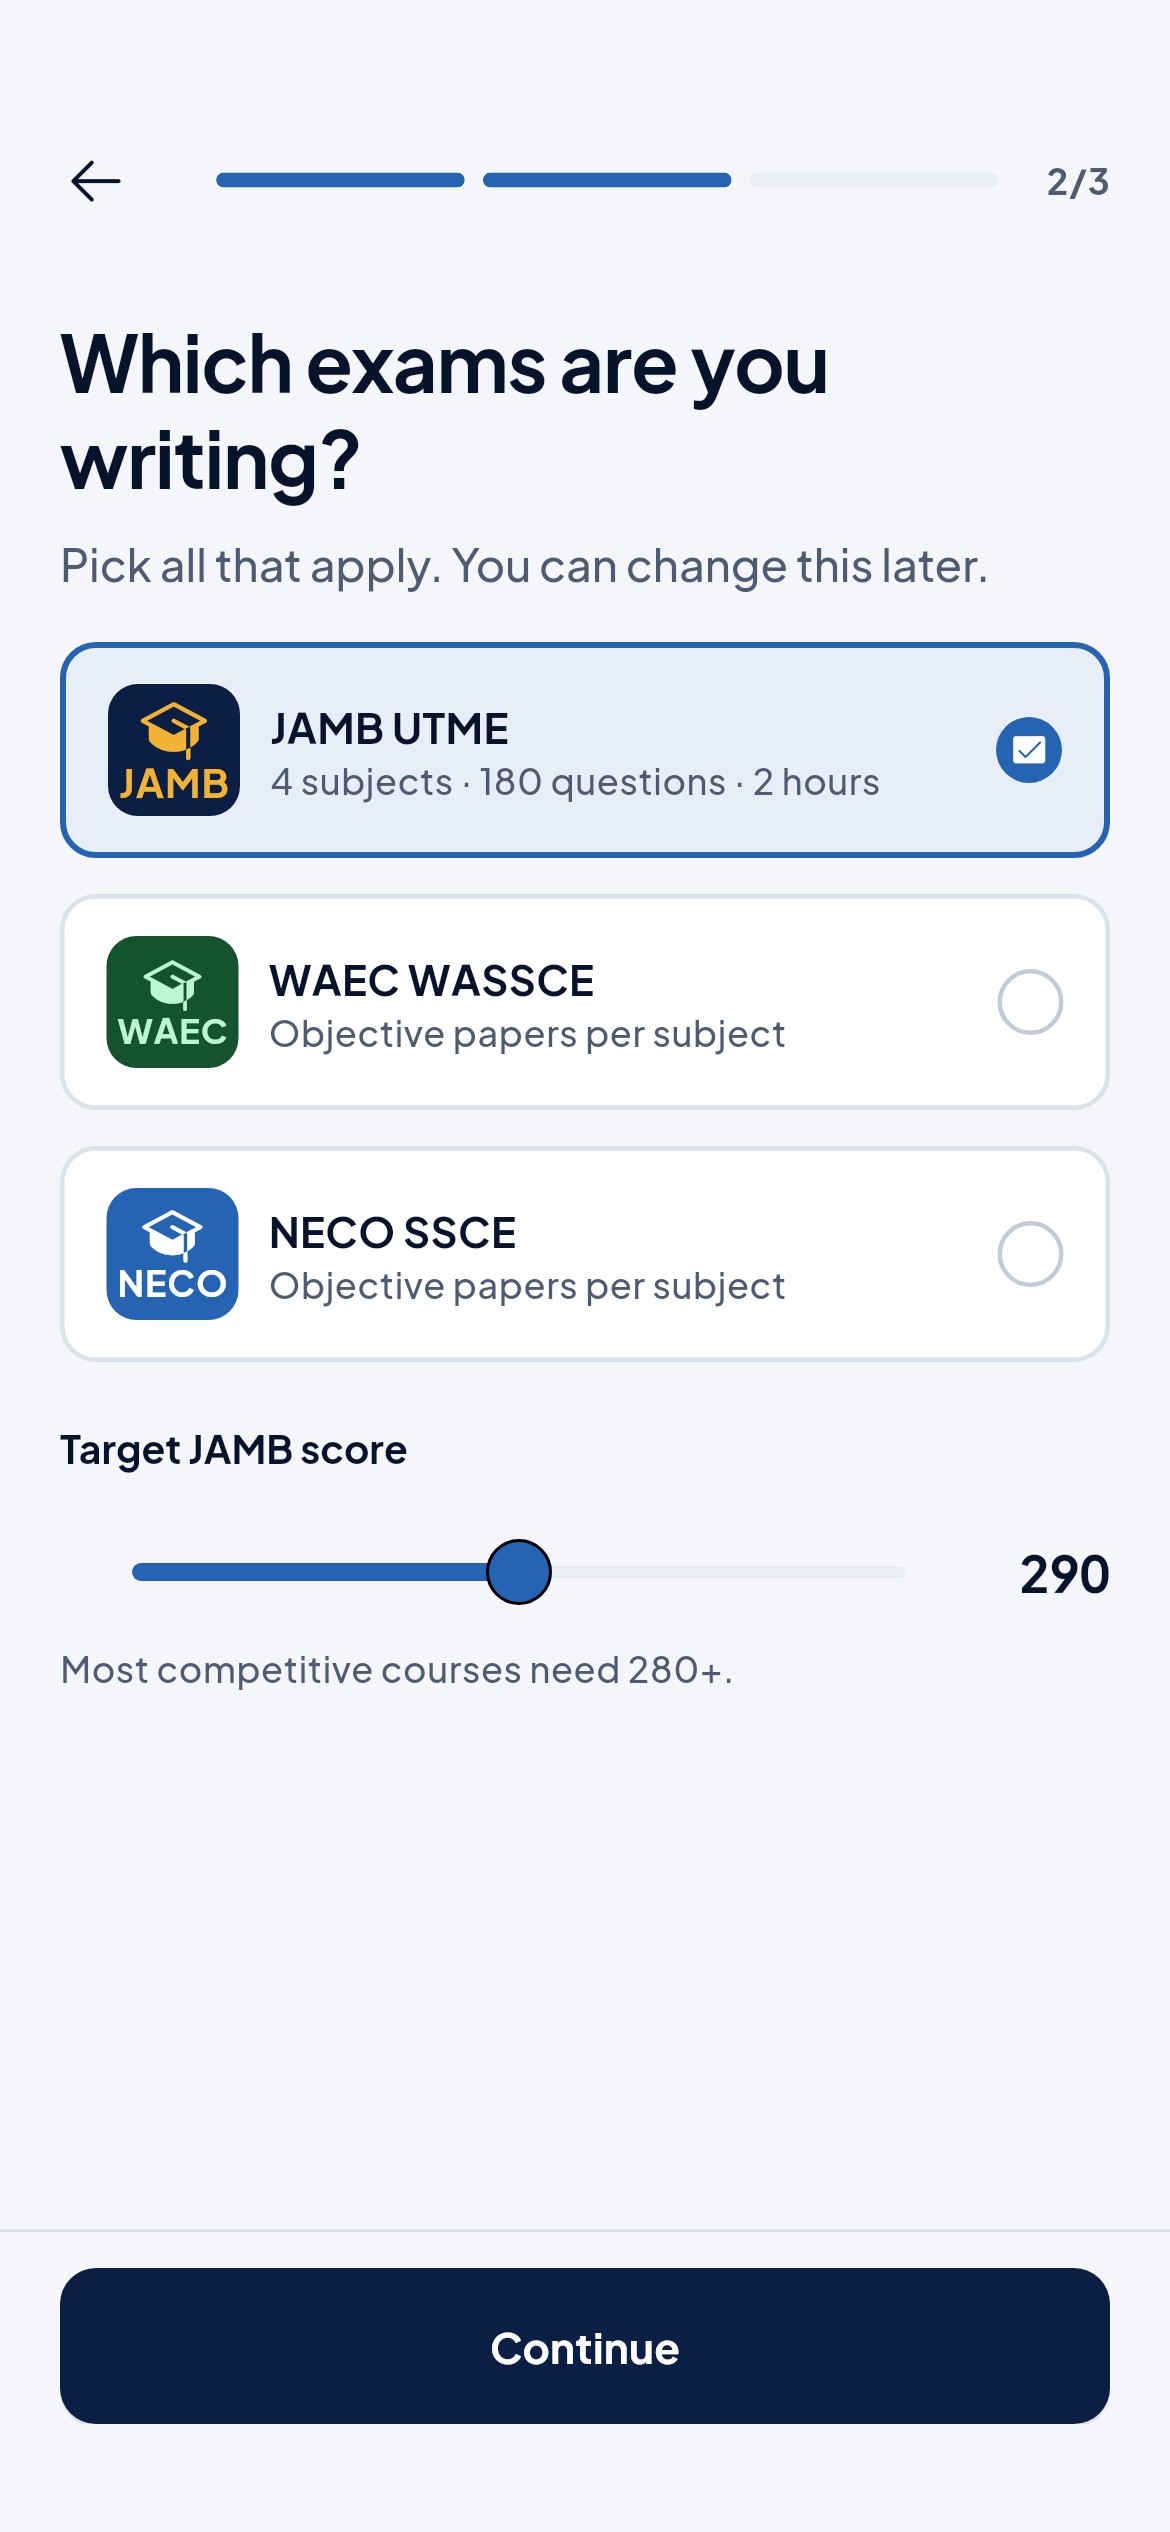 2/3
Which exams are you
writing?
Pick all that apply. You can change this later.
JAMB
JAMB UTME
4 subjects · 180 questions · 2 hours
WAEC
WAEC WASSCE
Objective papers per subject
NECO
NECO SSCE
Objective papers per subject
Target JAMB score
290
Most competitive courses need 280+.
Continue